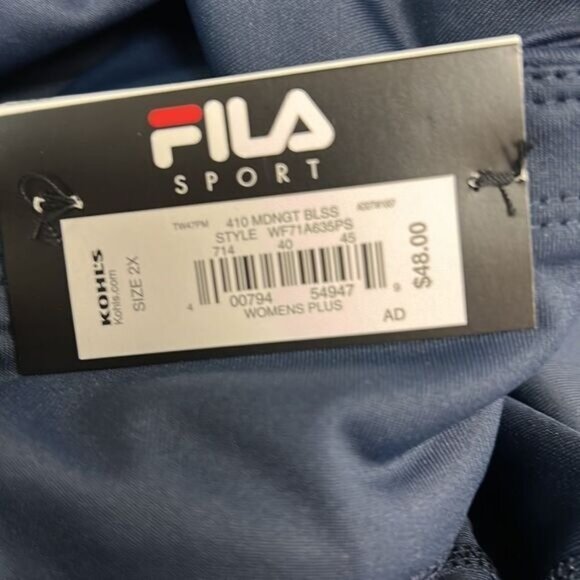 FILA
SPORT
TW47PM 410 MDNGT BLSS
STYLE WF71A635PS
714 40 45
4 00794 54947 9
WOMENS PLUS
AD
$48.00
KOHL'S
Kohls.com
SIZE 2X